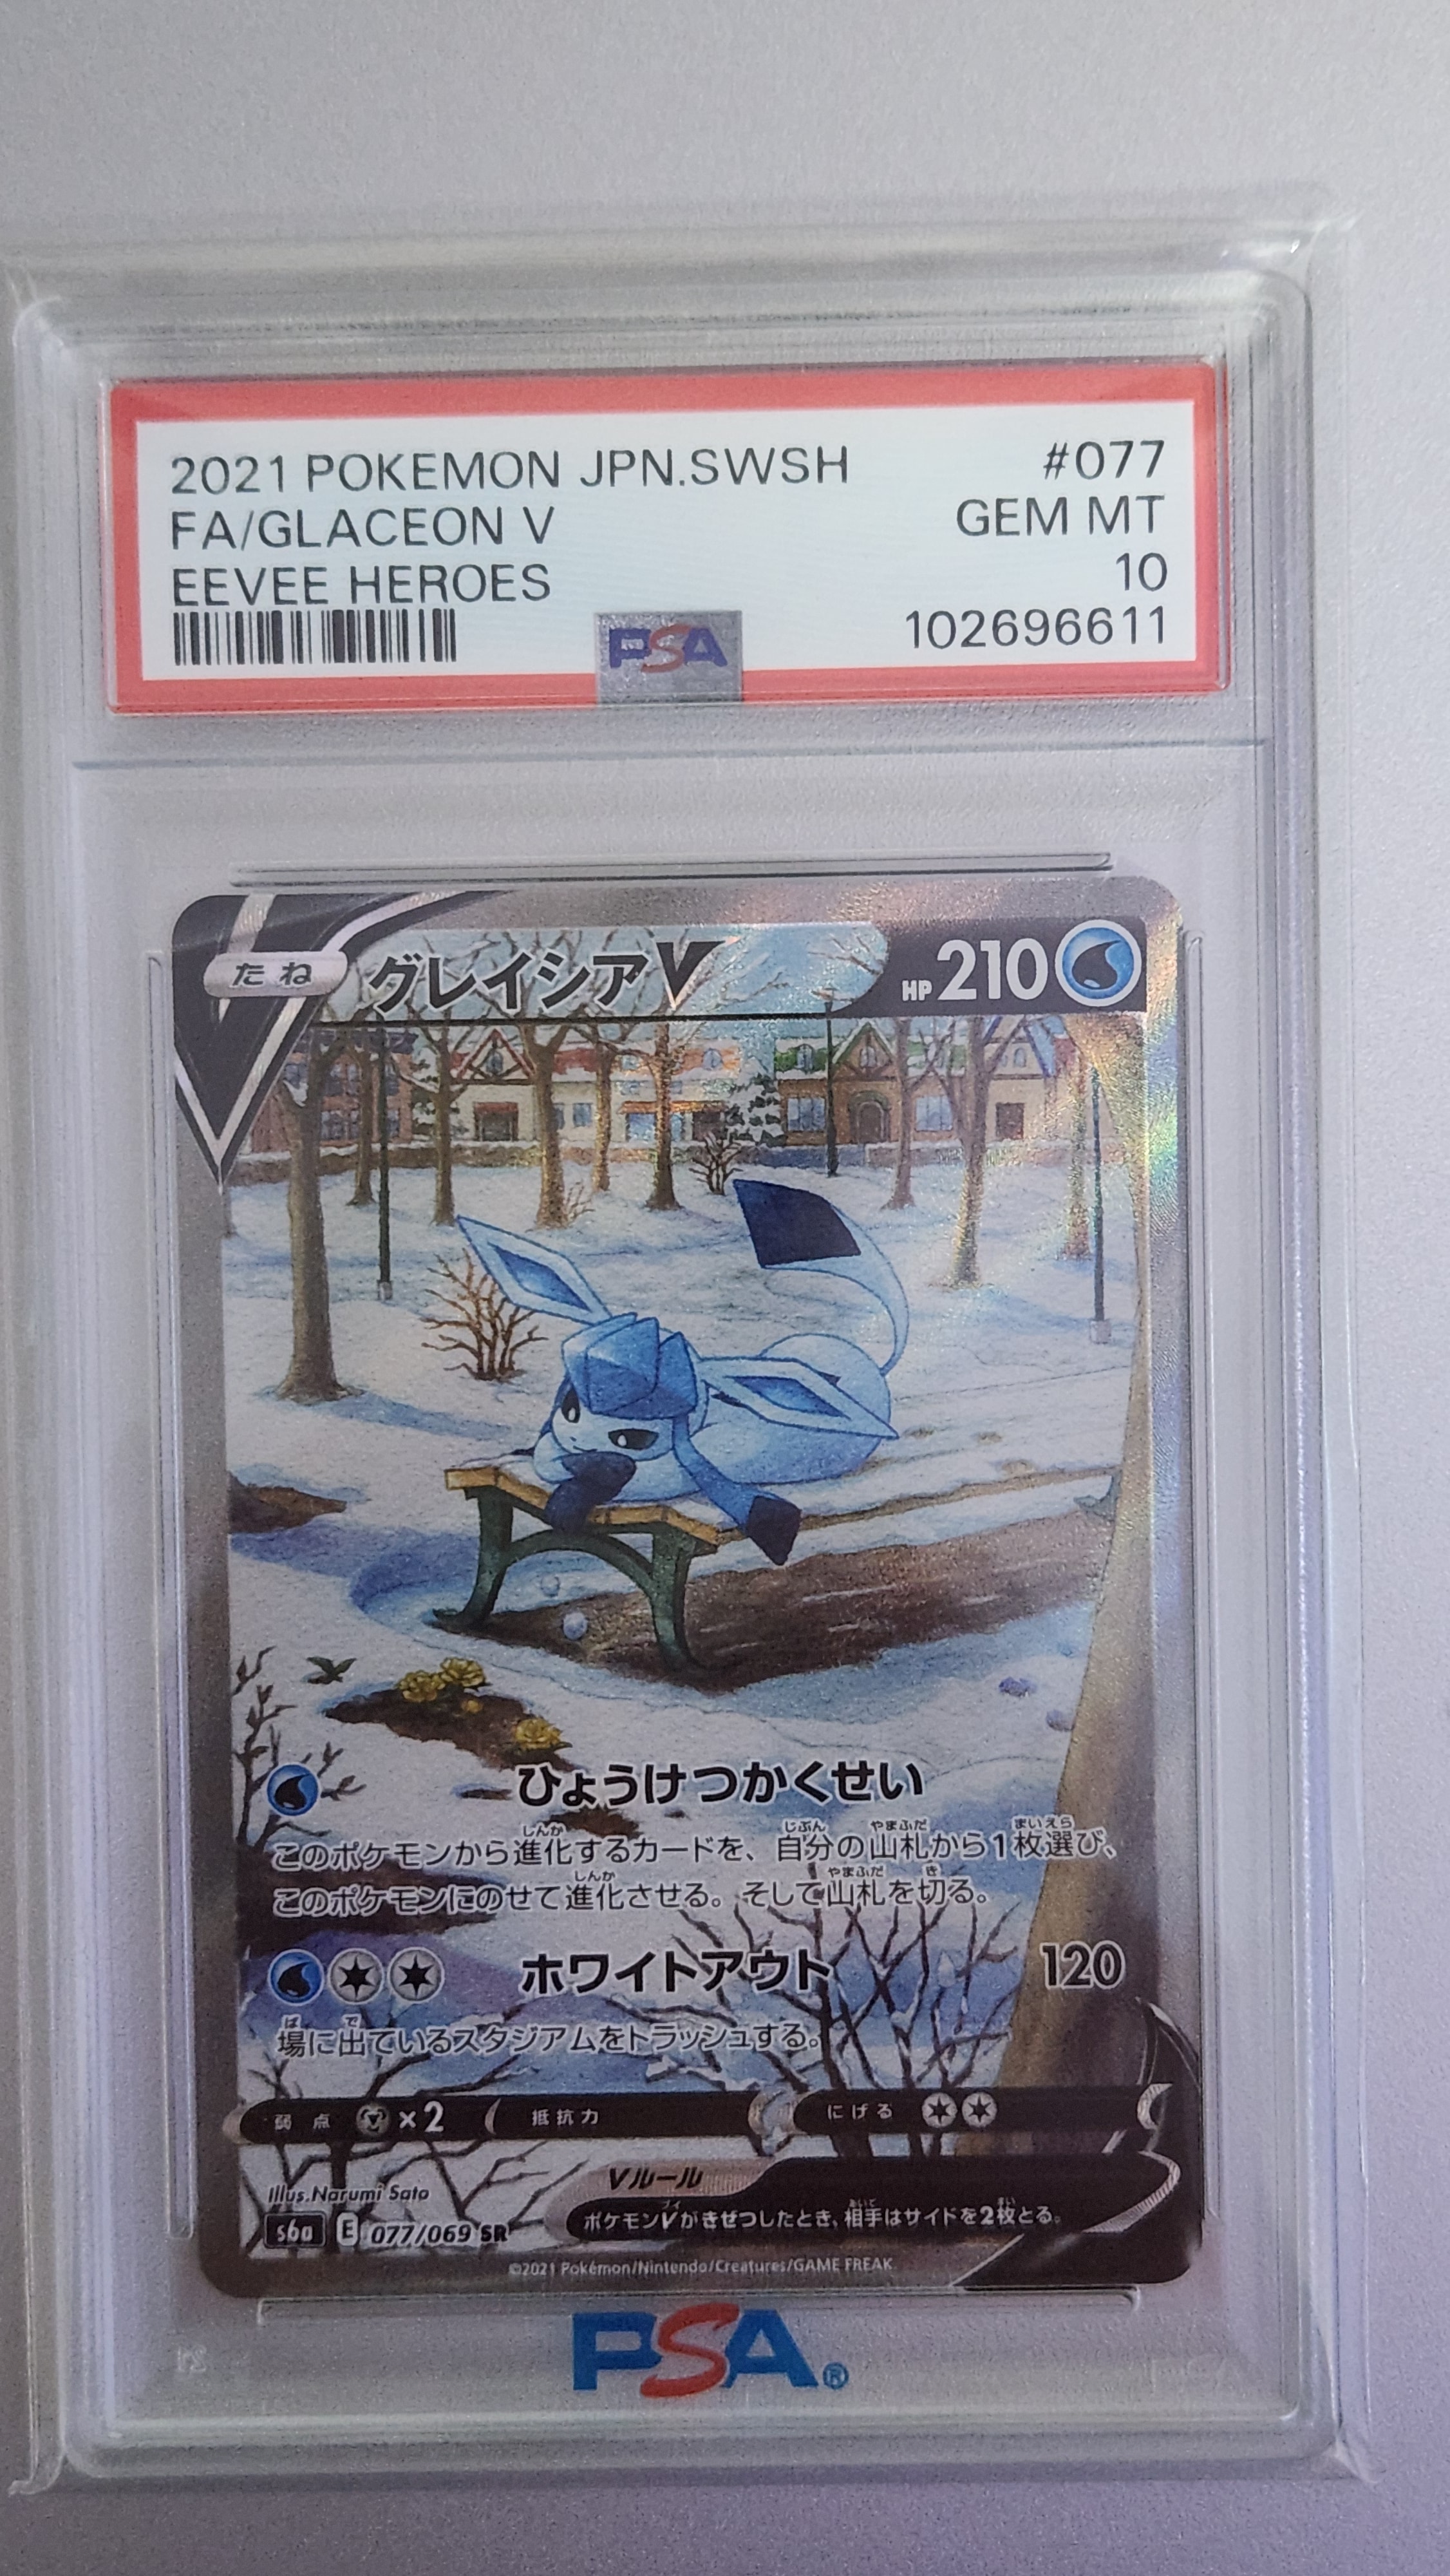 2021 POKEMON JPN.SWSH #077
FA/GLACEON V GEM MT
EEVEE HEROES 10
PSA 102696611
たね グレイシアV HP210
ひょうけつかくせい
このポケモンから進化するカードを、自分の山札から1枚選び、
このポケモンにのせて進化させる。そして山札を切る。
ホワイトアウト 120
場に出ているスタジアムをトラッシュする。
弱点 ×2 抵抗力 にげる
Vルール
ポケモンVがきぜつしたとき、相手はサイドを2枚とる。
Illus.Narumi Sato
s6a E 077/069 SR
©2021 Pokémon/Nintendo/Creatures/GAME FREAK
PSA®